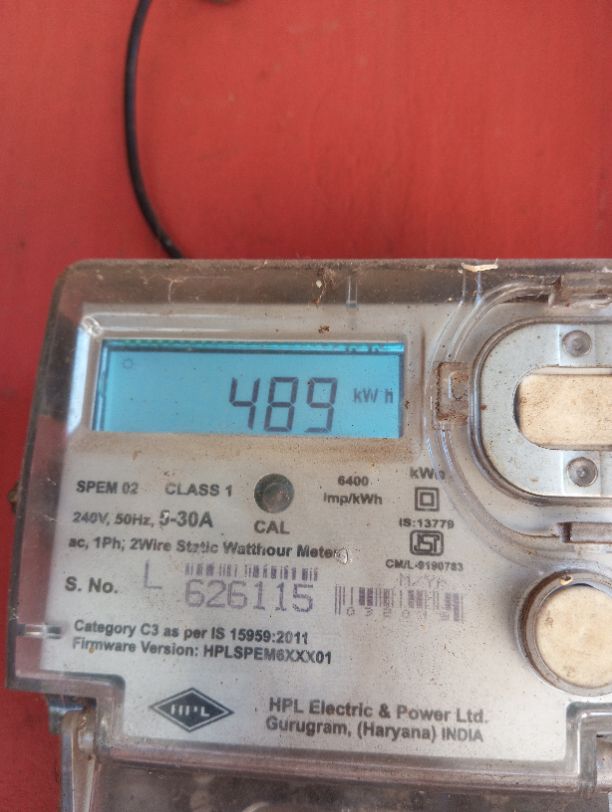 489 kWh
SPEM 02 CLASS 1
6400 imp/kWh
kWh
240V, 50Hz, 5-30A
CAL
IS:13779
ac, 1Ph; 2Wire Static Watthour Meter
ISI
CM/L-9190783
S. No. L 626115
M/Yr
Category C3 as per IS 15959:2011
Firmware Version: HPLSPEM6XXX01
HPL
HPL Electric & Power Ltd.
Gurugram, (Haryana) INDIA